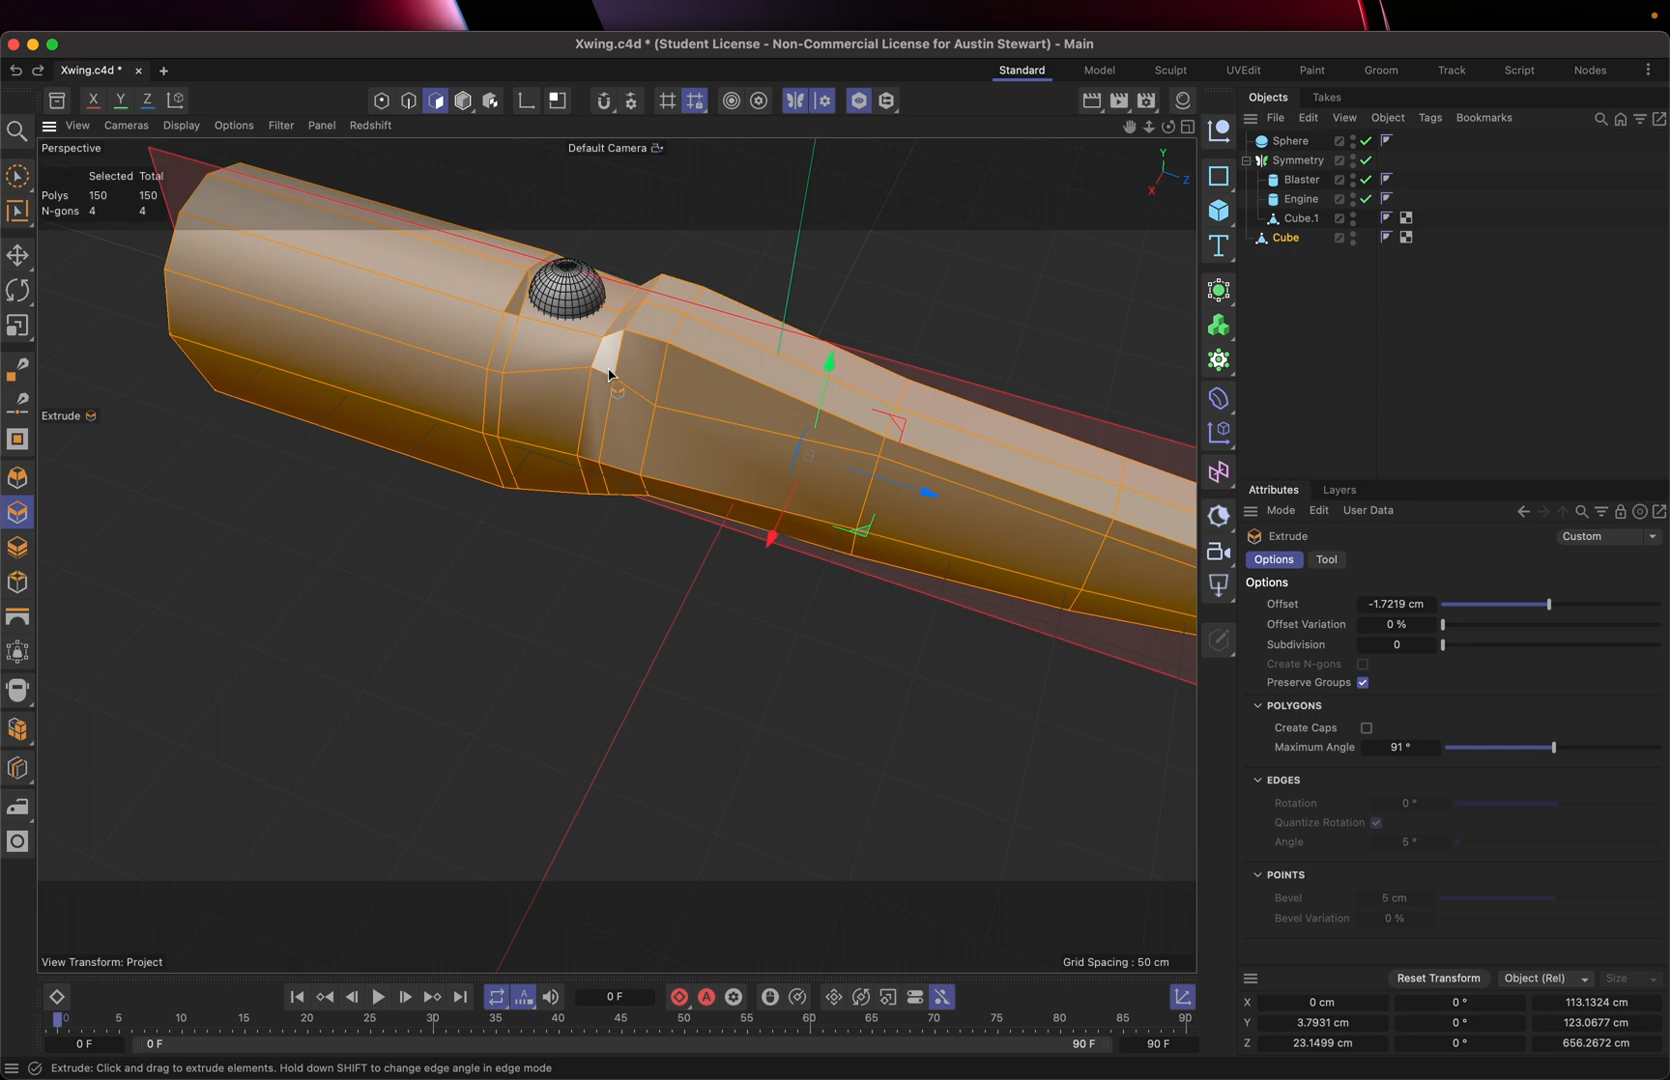 Xwing.c4d * (Student License - Non-Commercial License for Austin Stewart) - Main
Xwing.c4d * × +
Standard Model Sculpt UVEdit Paint Groom Track Script Nodes
X Y Z
Objects Takes
View Cameras Display Options Filter Panel Redshift
File Edit View Object Tags Bookmarks
Perspective
Default Camera
Y
Z
X
Selected Total
Polys 150 150
N-gons 4 4
Sphere
Symmetry
Blaster
Engine
Cube.1
Cube
Extrude
Attributes Layers
Mode Edit User Data
Extrude
Custom
Options Tool
Options
Offset -1.7219 cm
Offset Variation 0 %
Subdivision 0
Create N-gons
Preserve Groups
POLYGONS
Create Caps
Maximum Angle 91 °
EDGES
Rotation 0 °
Quantize Rotation
Angle 5 °
POINTS
Bevel 5 cm
Bevel Variation 0 %
View Transform: Project
Grid Spacing : 50 cm
Reset Transform Object (Rel) Size
0 F
X 0 cm 0 ° 113.1324 cm
Y 3.7931 cm 0 ° 123.0677 cm
Z 23.1499 cm 0 ° 656.2672 cm
0 5 10 15 20 25 30 35 40 45 50 55 60 65 70 75 80 85 90
0 F 0 F 90 F 90 F
Extrude: Click and drag to extrude elements. Hold down SHIFT to change edge angle in edge mode